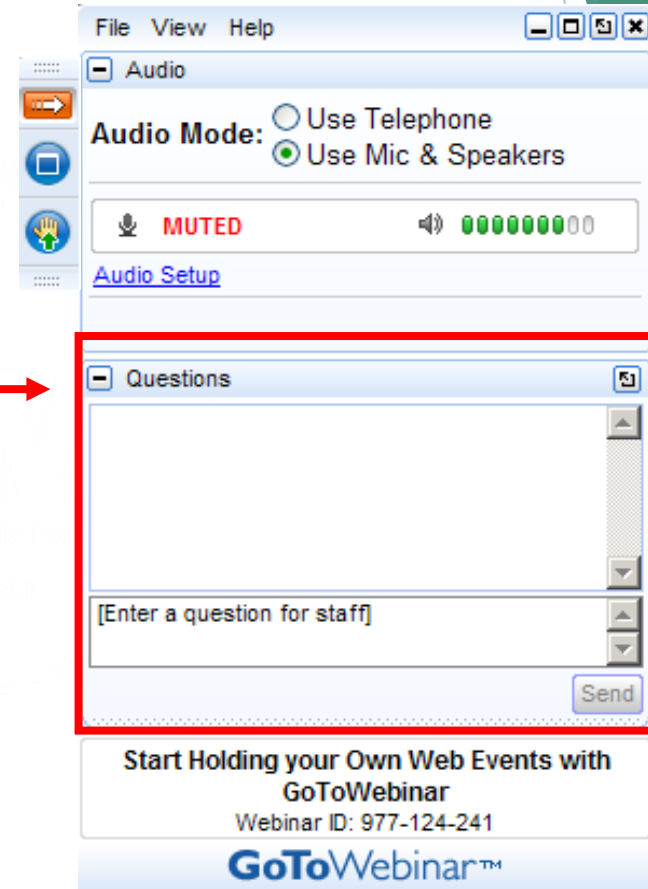 File View Help
Audio
Audio Mode:
Use Telephone
Use Mic & Speakers
MUTED
Audio Setup
Questions
[Enter a question for staff]
Send
Start Holding your Own Web Events with
GoToWebinar
Webinar ID: 977-124-241
GoToWebinar™